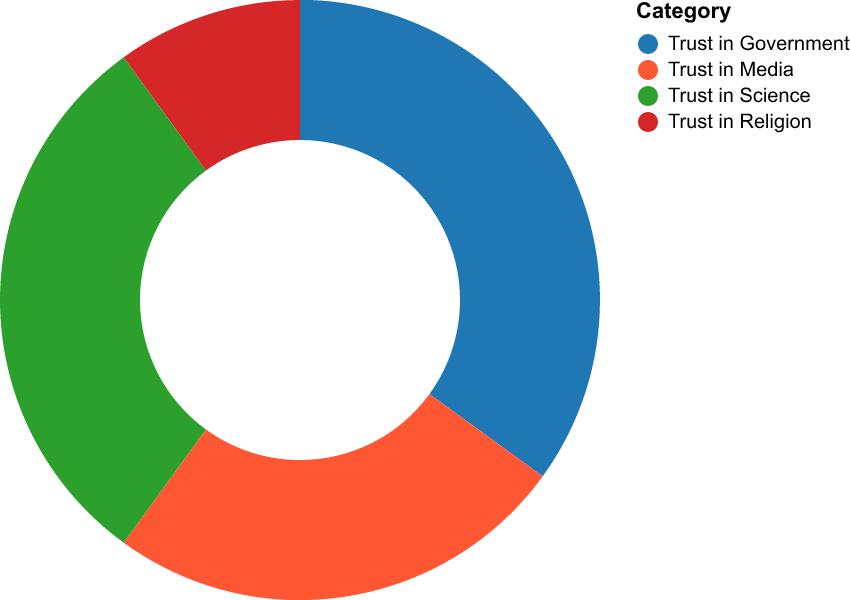 Category
Trust in Government
Trust in Media
Trust in Science
Trust in Religion